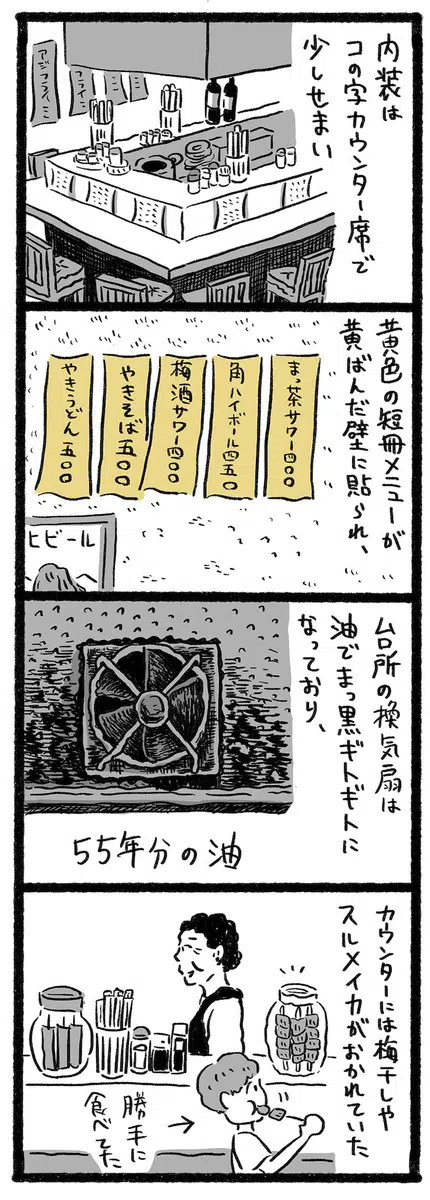 内装は
コの字カウンター席で
少しせまい
アジフライ
フライ
黄色の短冊メニューが
黄ばんだ壁に貼られ、
まっ茶サワー四〇〇
角ハイボール四五〇
梅酒サワー四〇〇
やきそば五〇〇
やきうどん五〇〇
ヒビール
台所の換気扇は
油でまっ黒ギトギトに
なっており、
55年分の油
カウンターには梅干しや
スルメイカがおかれていた
勝手に
食べてた